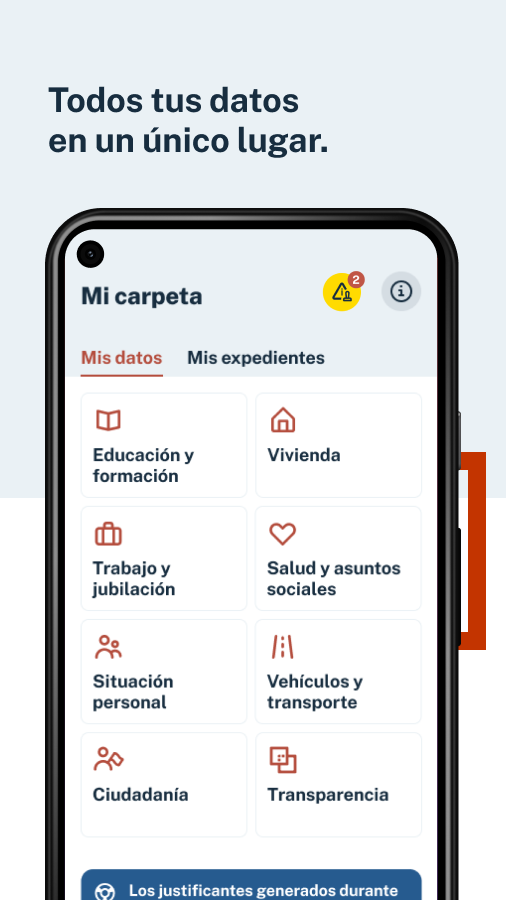 Todos tus datos
en un único lugar.
Mi carpeta
2
Mis datos
Mis expedientes
Educación y
formación
Vivienda
Trabajo y
jubilación
Salud y asuntos
sociales
Situación
personal
Vehículos y
transporte
Ciudadanía
Transparencia
Los justificantes generados durante